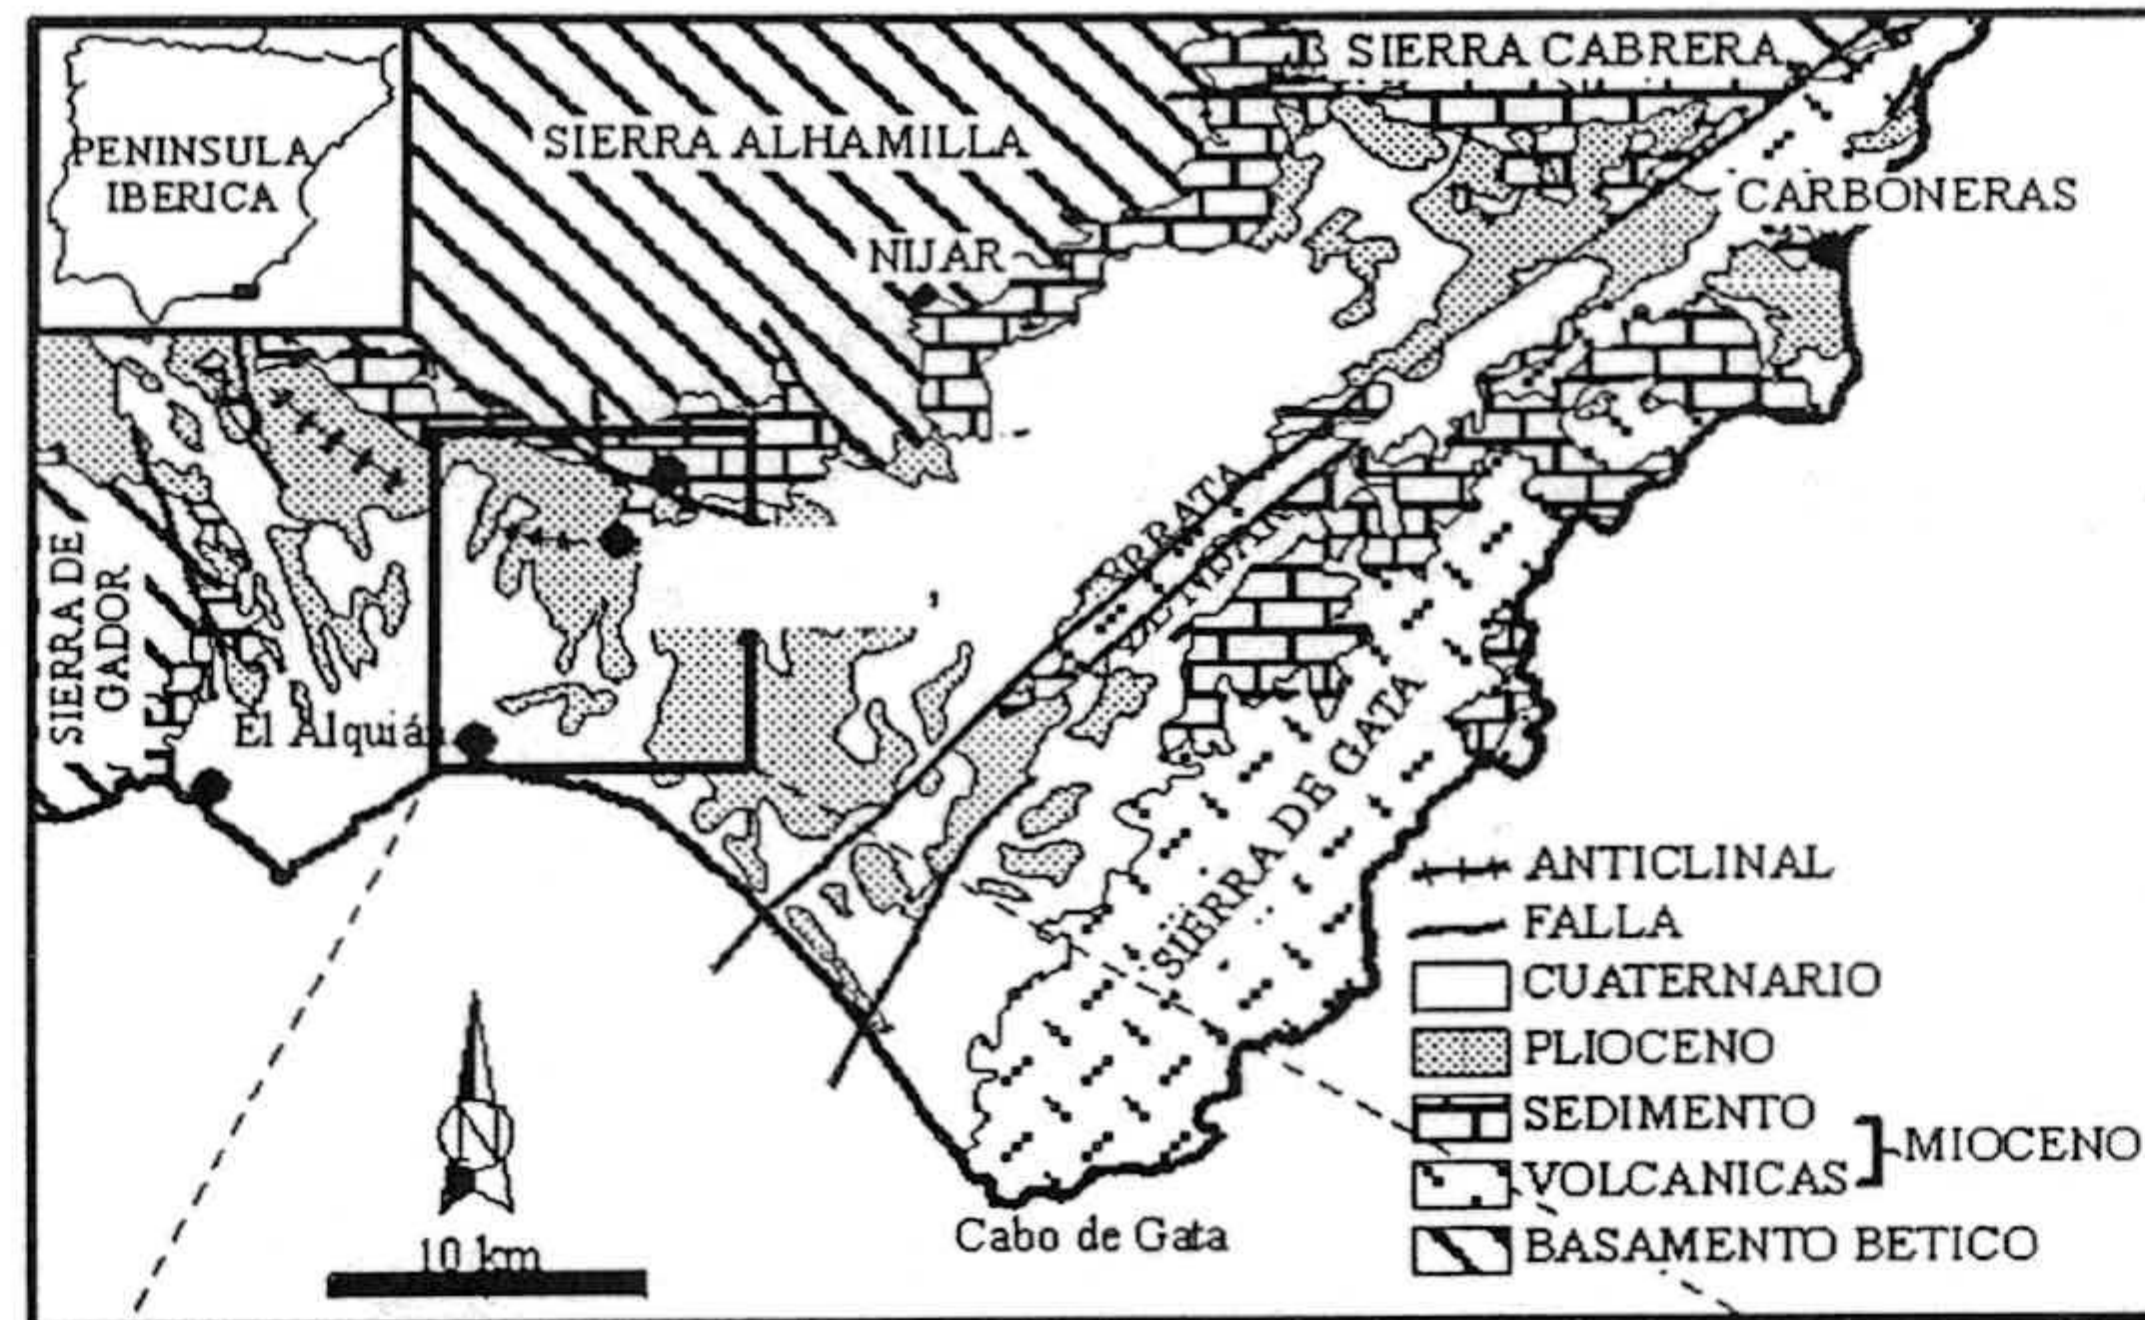 B SIERRA CABRERA
PENINSULA
IBERICA
SIERRA ALHAMILLA
CARBONERAS
NIJAR
SIERRA DE
GADOR
El Alquián
SIERRA DE GATA
ANTICLINAL
FALLA
CUATERNARIO
PLIOCENO
SEDIMENTO
MIOCENO
VOLCANICAS
BASAMENTO BETICO
10 km
Cabo de Gata